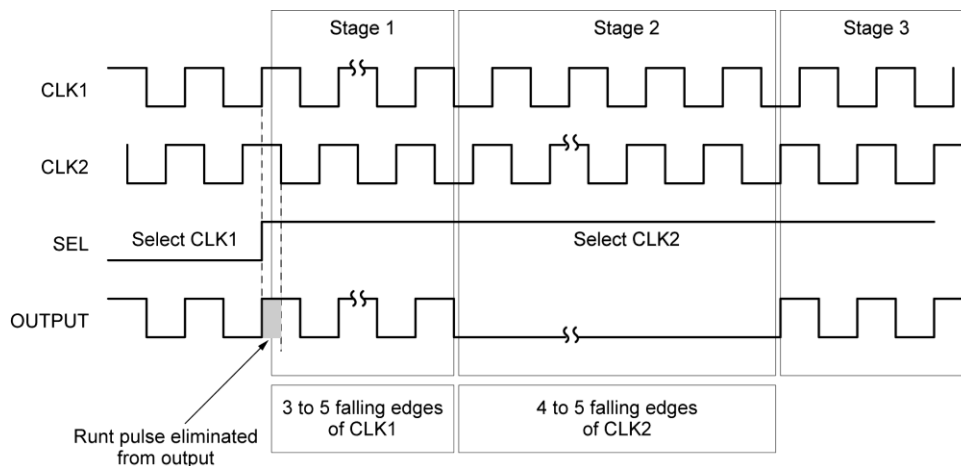 Stage 1
Stage 2
Stage 3
CLK1
CLK2
SEL
Select CLK1
Select CLK2
OUTPUT
Runt pulse eliminated
from output
3 to 5 falling edges
of CLK1
4 to 5 falling edges
of CLK2